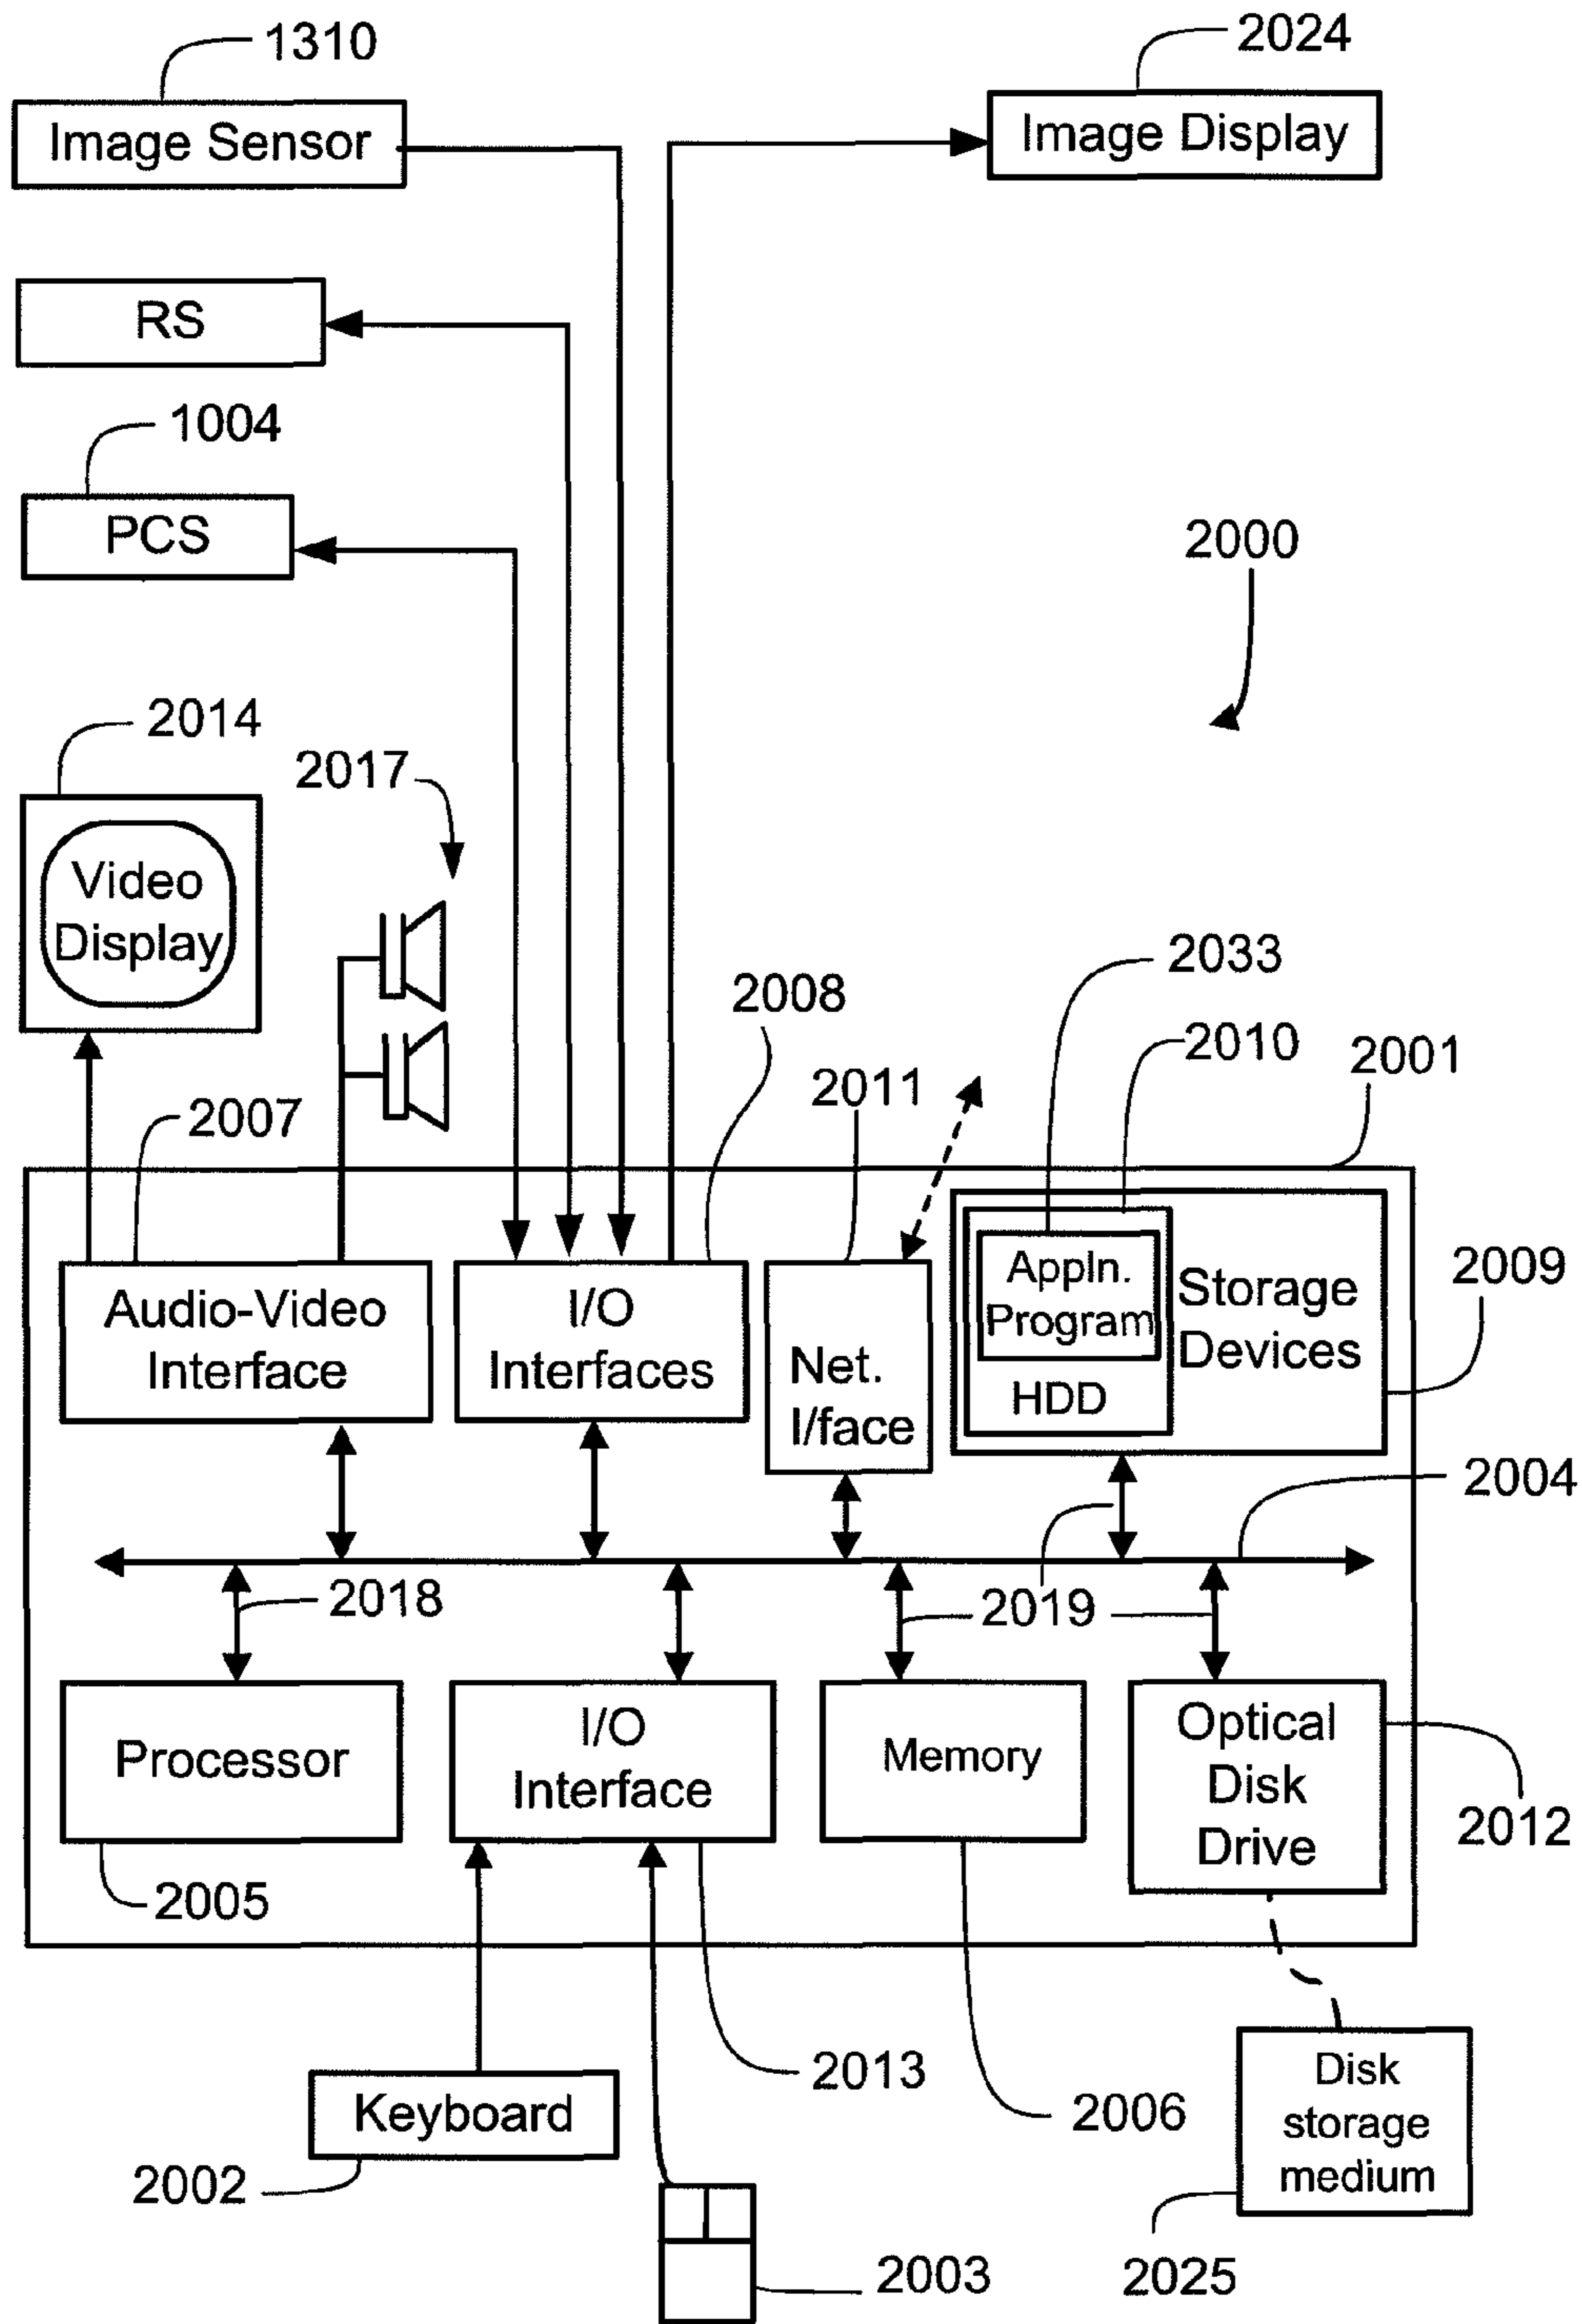 1310
2024
Image Sensor
Image Display
RS
1004
PCS
2000
2014
2017
Video
Display
2033
2008
2010
2001
2011
2007
Audio-Video
Interface
I/O
Interfaces
Net.
I/face
Appln.
Program
HDD
Storage
Devices
2009
2004
2018
2019
Processor
I/O
Interface
Memory
Optical
Disk
Drive
2012
2005
2013
Keyboard
2006
Disk
storage
medium
2002
2003
2025